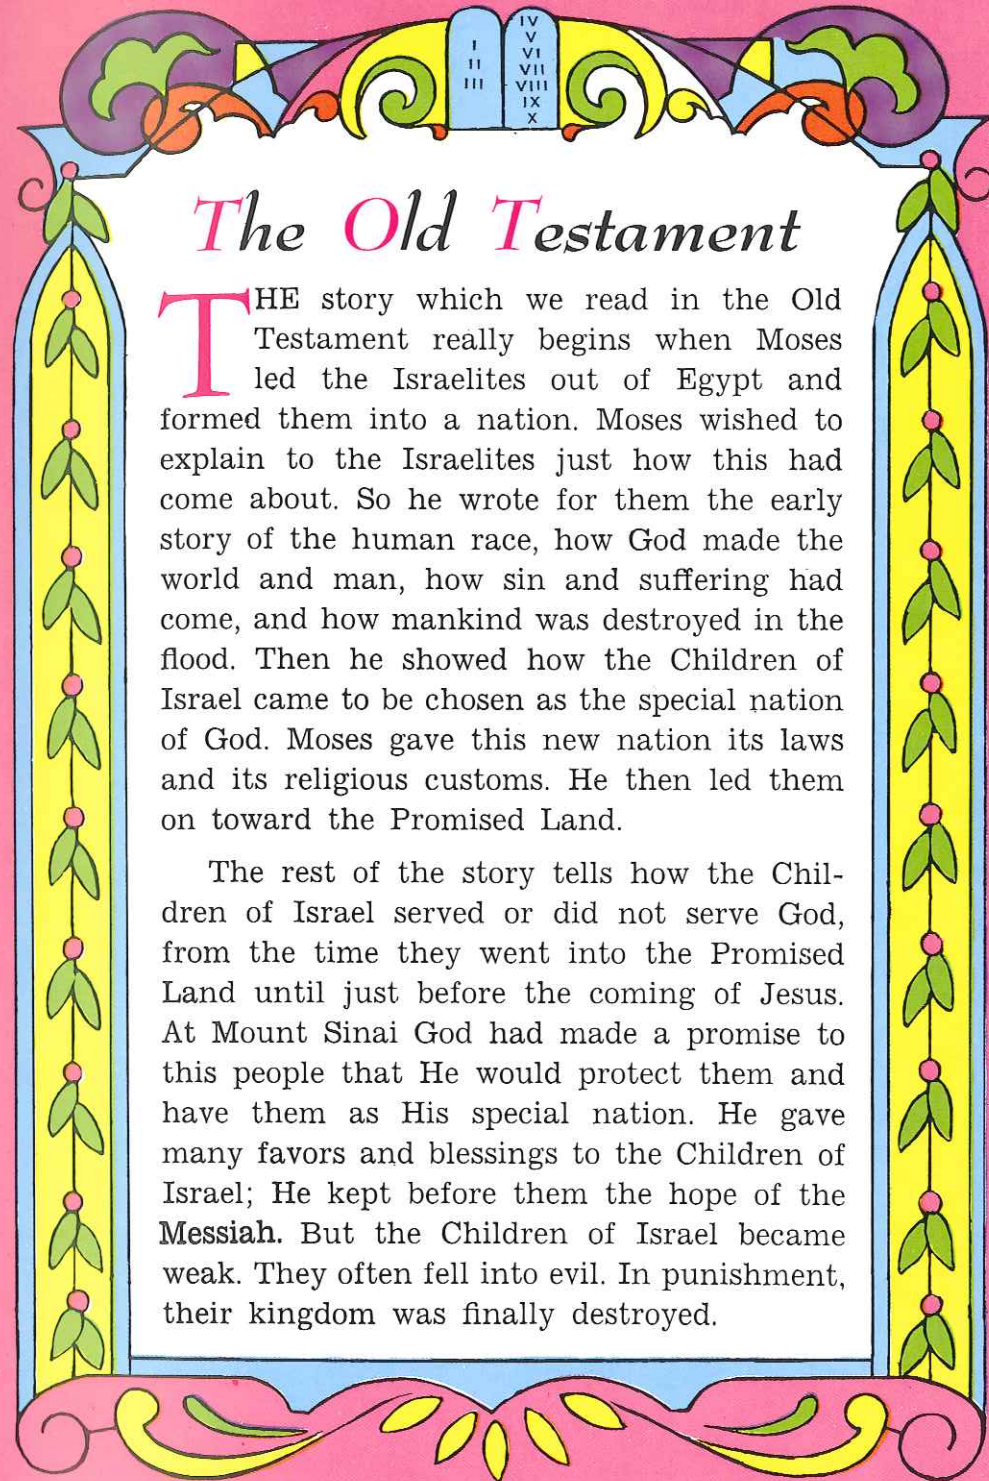 I
II
III
IV
V
VI
VII
VIII
IX
X
The Old Testament
THE story which we read in the Old
Testament really begins when Moses
led the Israelites out of Egypt and
formed them into a nation. Moses wished to
explain to the Israelites just how this had
come about. So he wrote for them the early
story of the human race, how God made the
world and man, how sin and suffering had
come, and how mankind was destroyed in the
flood. Then he showed how the Children of
Israel came to be chosen as the special nation
of God. Moses gave this new nation its laws
and its religious customs. He then led them
on toward the Promised Land.
The rest of the story tells how the Chil-
dren of Israel served or did not serve God,
from the time they went into the Promised
Land until just before the coming of Jesus.
At Mount Sinai God had made a promise to
this people that He would protect them and
have them as His special nation. He gave
many favors and blessings to the Children of
Israel; He kept before them the hope of the
Messiah. But the Children of Israel became
weak. They often fell into evil. In punishment,
their kingdom was finally destroyed.